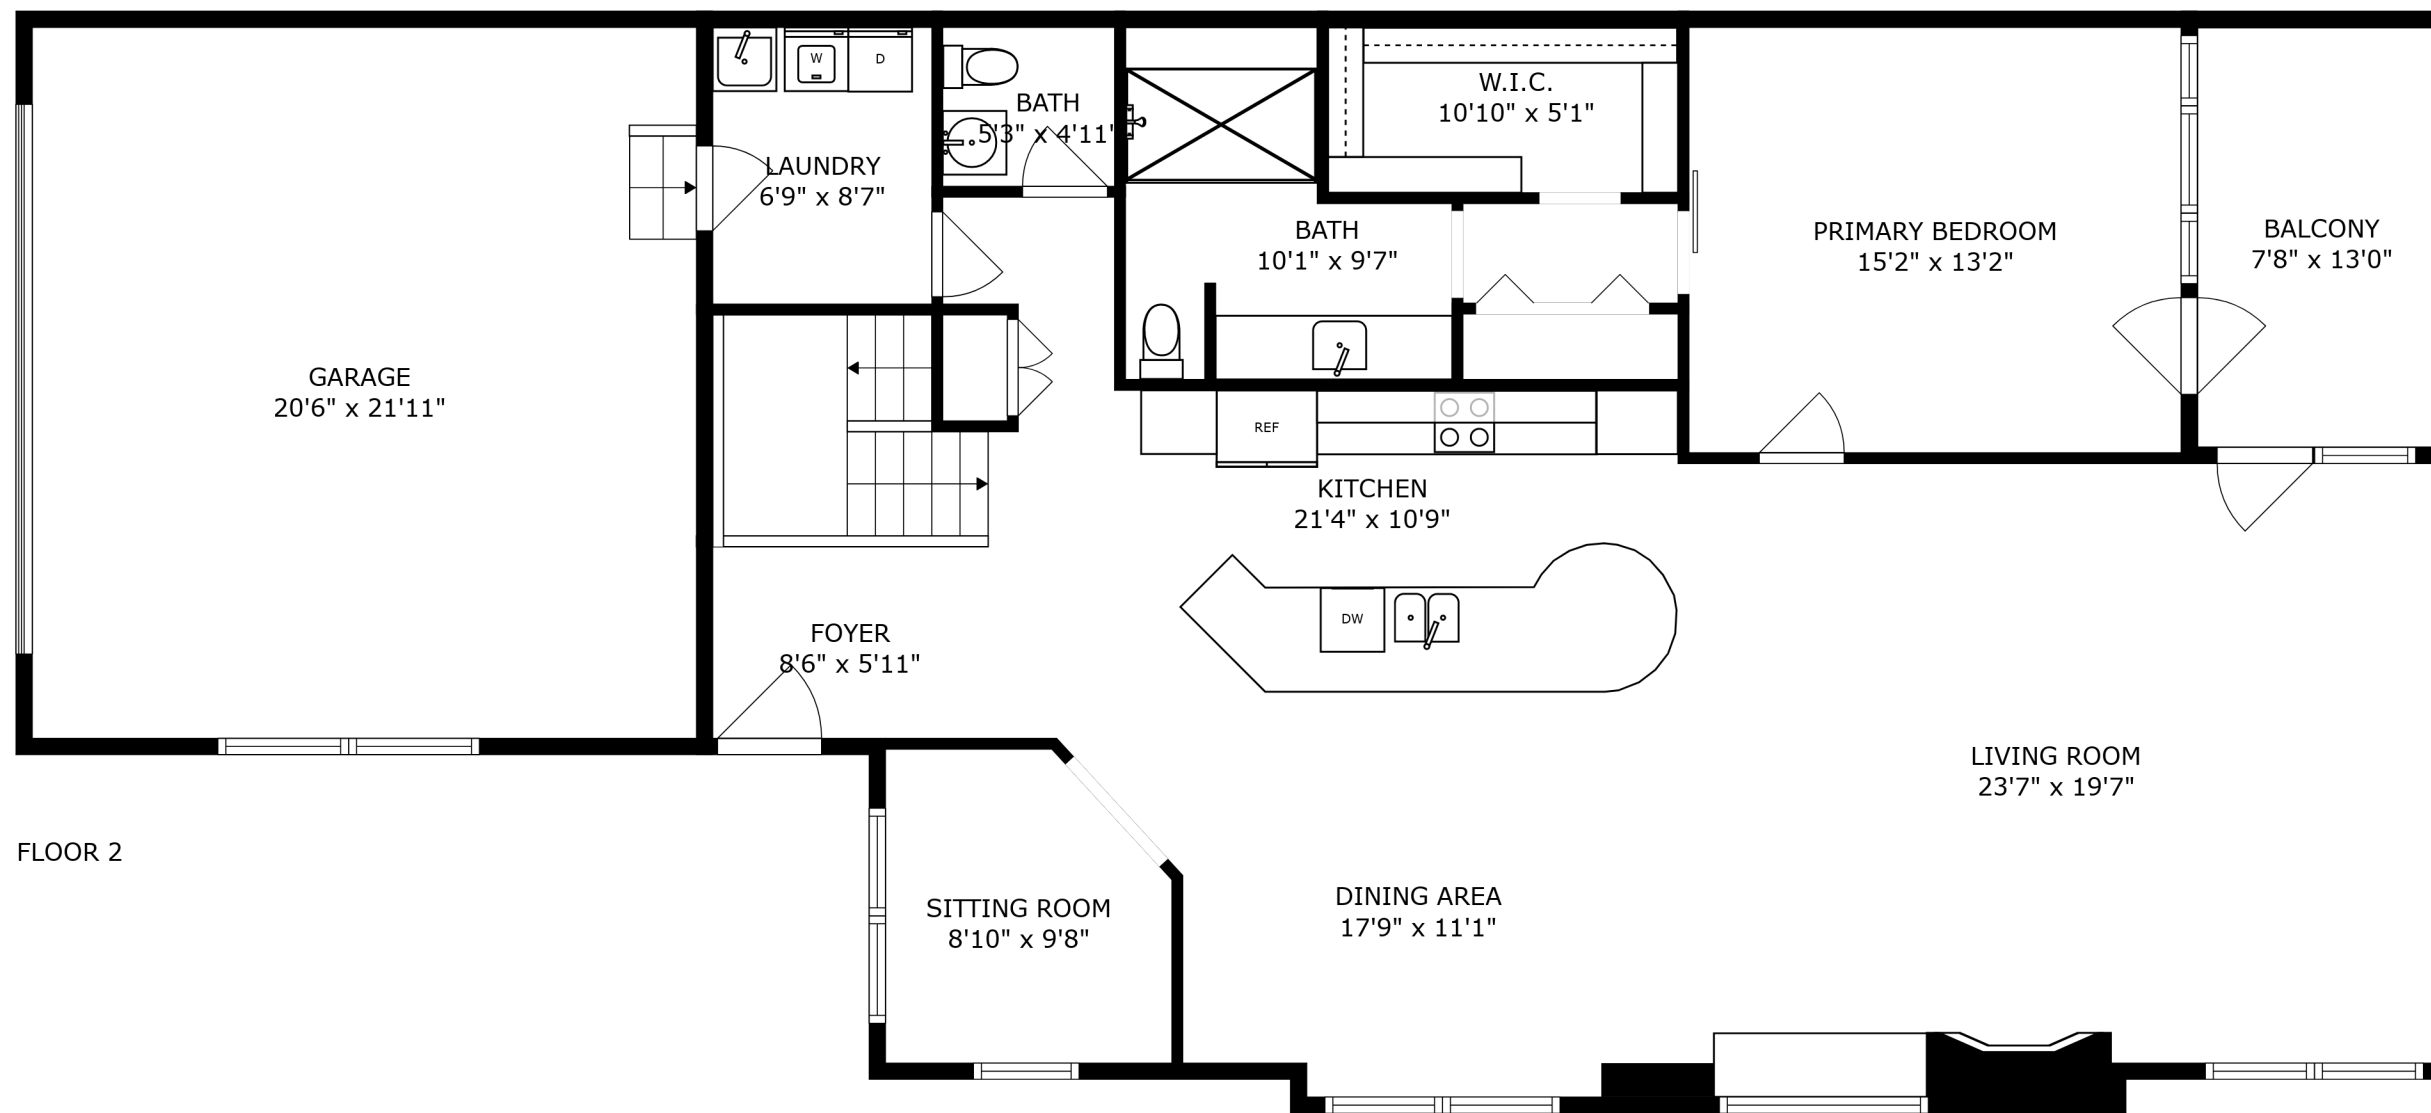 W
D
BATH
5'3" x 4'11"
W.I.C.
10'10" x 5'1"
LAUNDRY
6'9" x 8'7"
BATH
10'1" x 9'7"
PRIMARY BEDROOM
15'2" x 13'2"
BALCONY
7'8" x 13'0"
GARAGE
20'6" x 21'11"
REF
KITCHEN
21'4" x 10'9"
DW
FOYER
8'6" x 5'11"
LIVING ROOM
23'7" x 19'7"
FLOOR 2
SITTING ROOM
8'10" x 9'8"
DINING AREA
17'9" x 11'1"